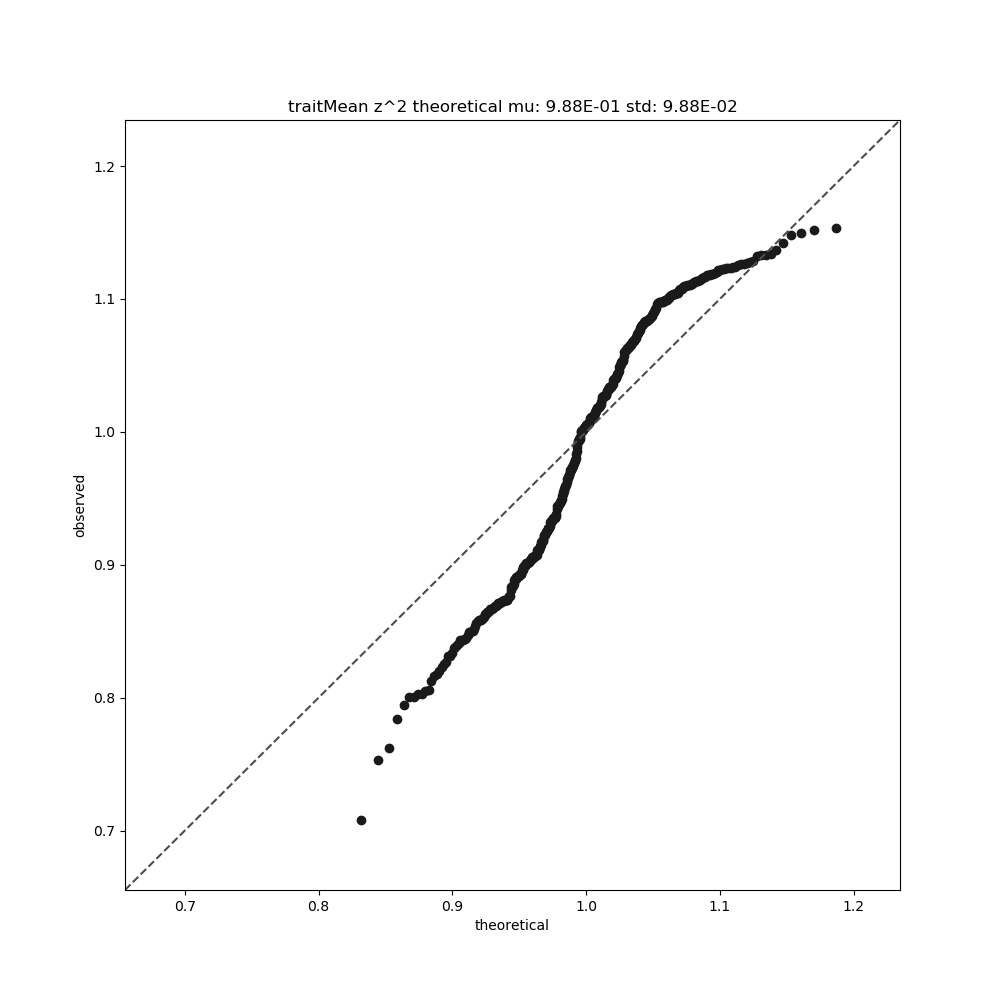 traitMean z^2 theoretical mu: 9.88E-01 std: 9.88E-02
1.2
1.1
1.0
0.9
0.8
0.7
observed
0.7 0.8 0.9 1.0 1.1 1.2
theoretical